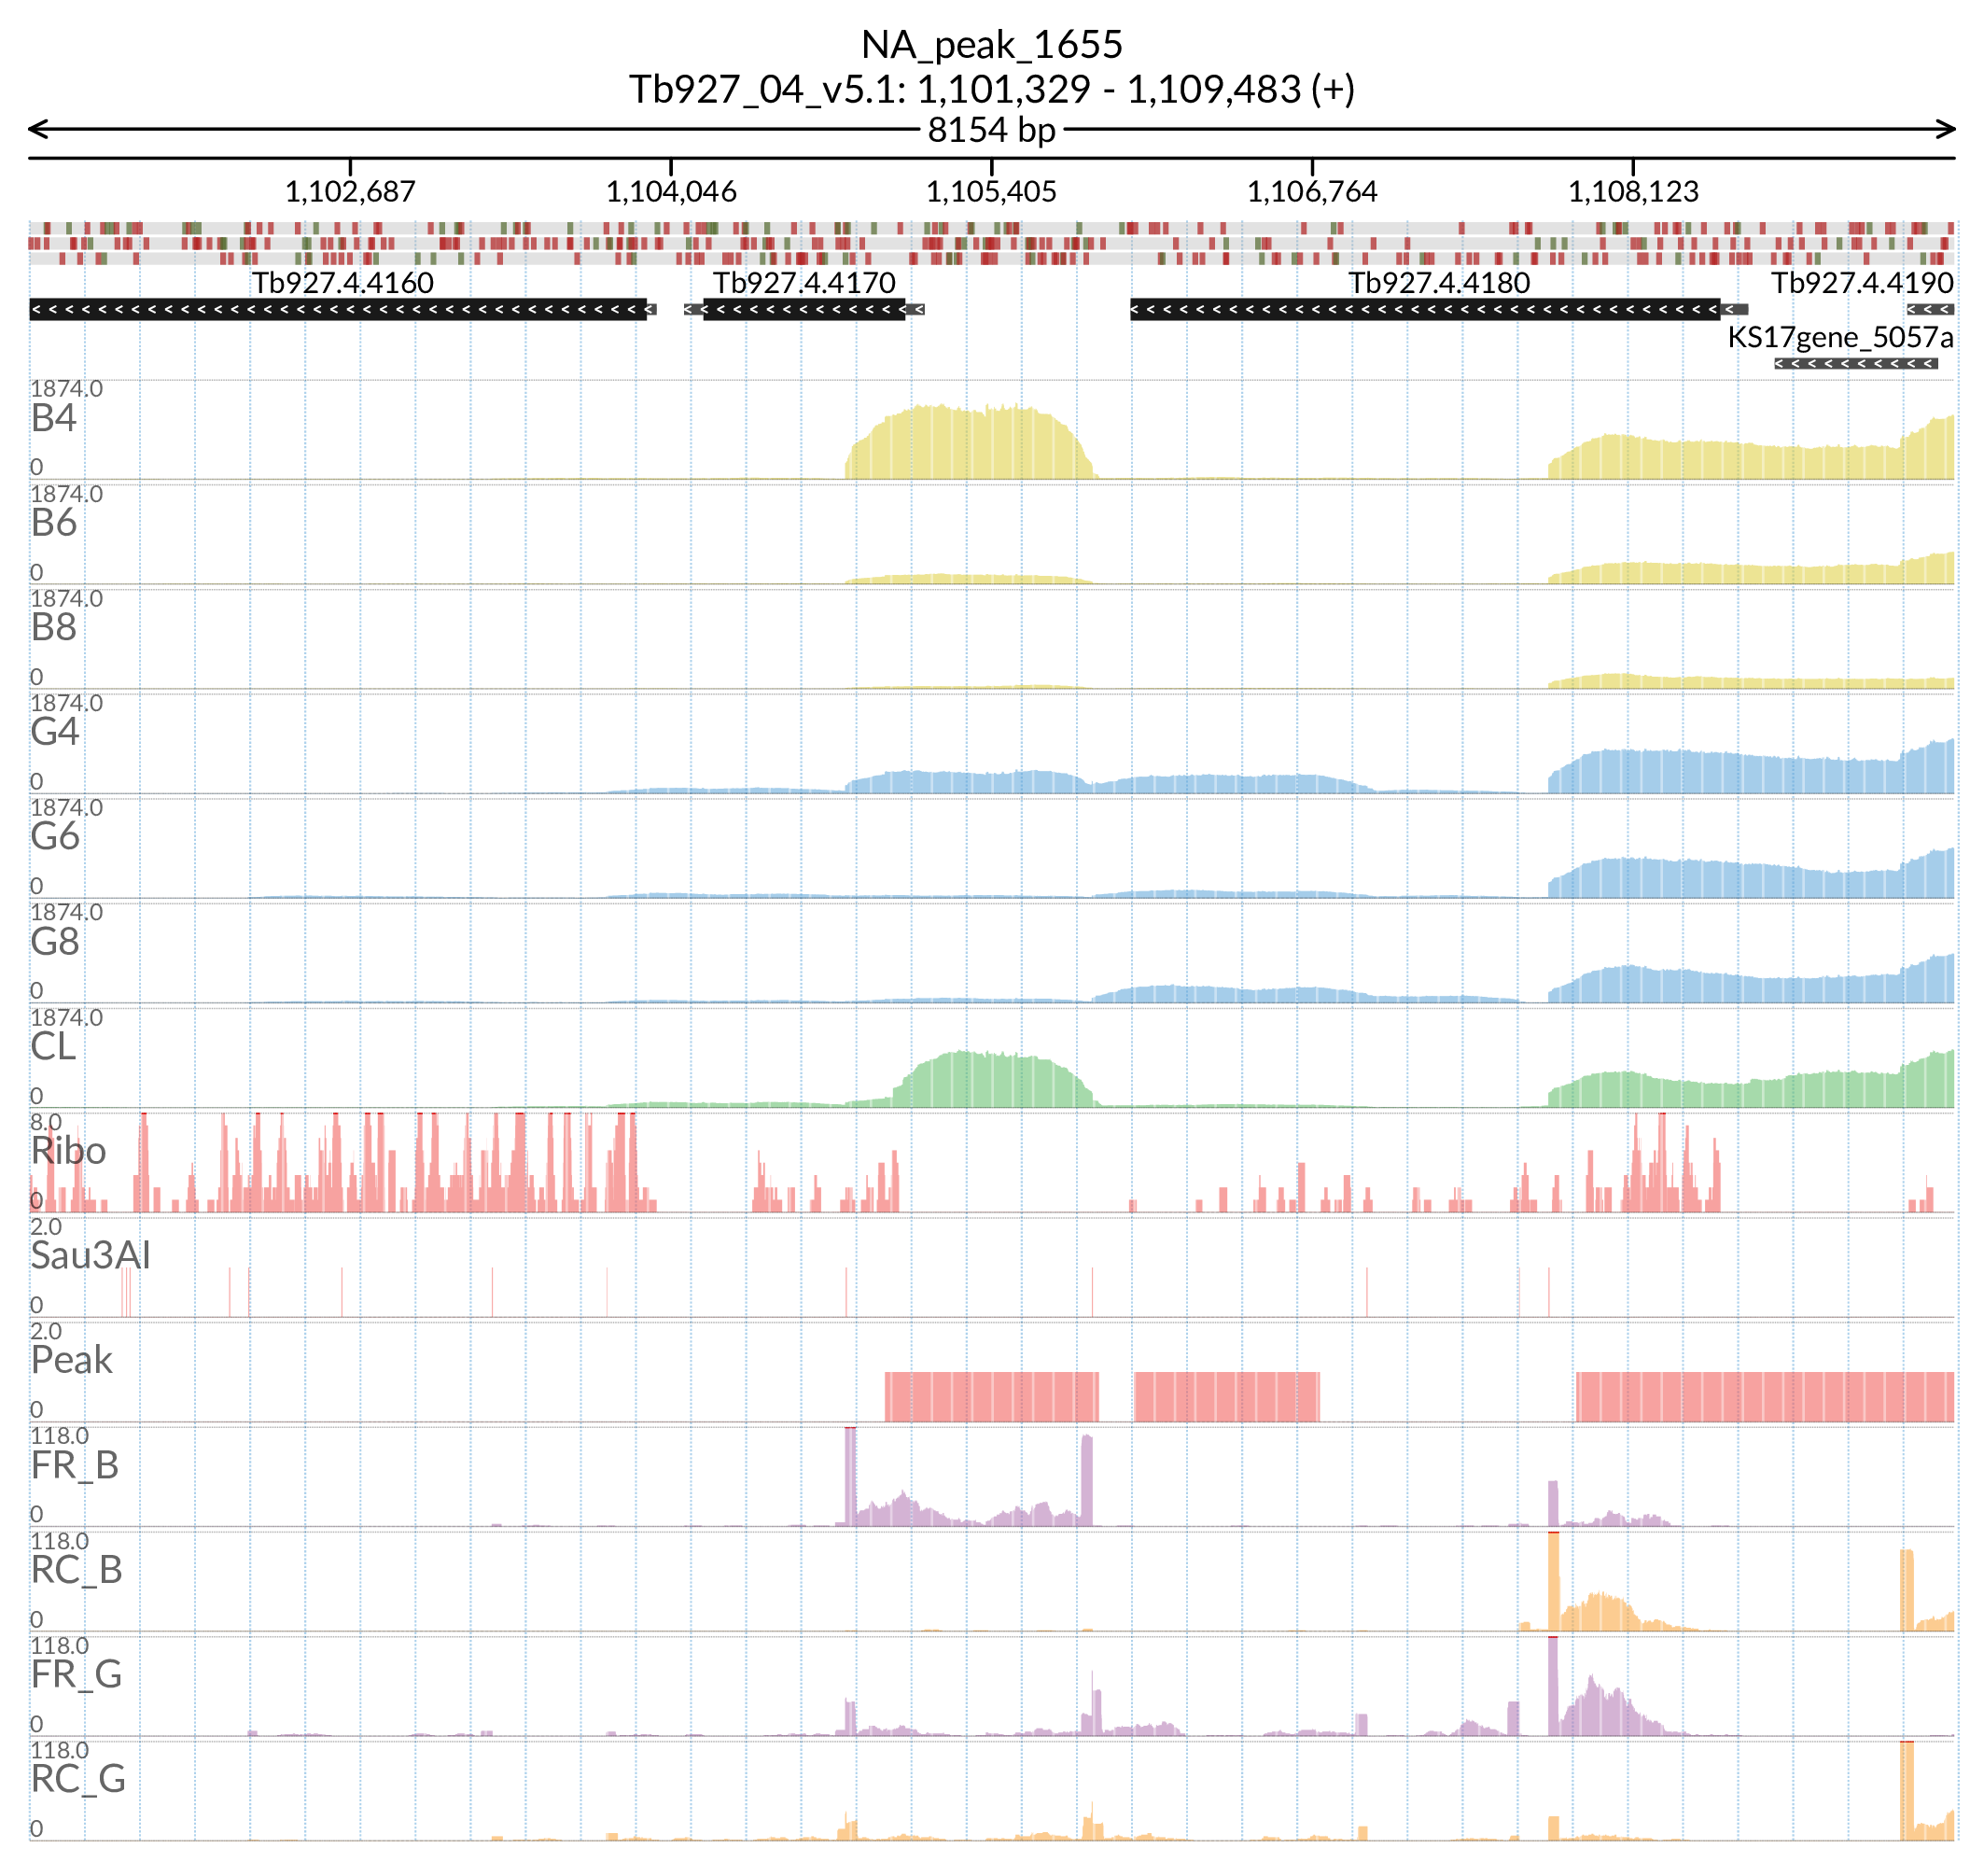 NA_peak_1655
Tb927_04_v5.1: 1,101,329 - 1,109,483 (+)
8154 bp
1,102,687 1,104,046 1,105,405 1,106,764 1,108,123
Tb927.4.4160 Tb927.4.4170 Tb927.4.4180 Tb927.4.4190
KS17gene_5057a
1874.0
B4
0
1874.0
B6
0
1874.0
B8
0
1874.0
G4
0
1874.0
G6
0
1874.0
G8
0
1874.0
CL
0
8.0
Ribo
0
2.0
Sau3AI
0
2.0
Peak
0
118.0
FR_B
0
118.0
RC_B
0
118.0
FR_G
0
118.0
RC_G
0